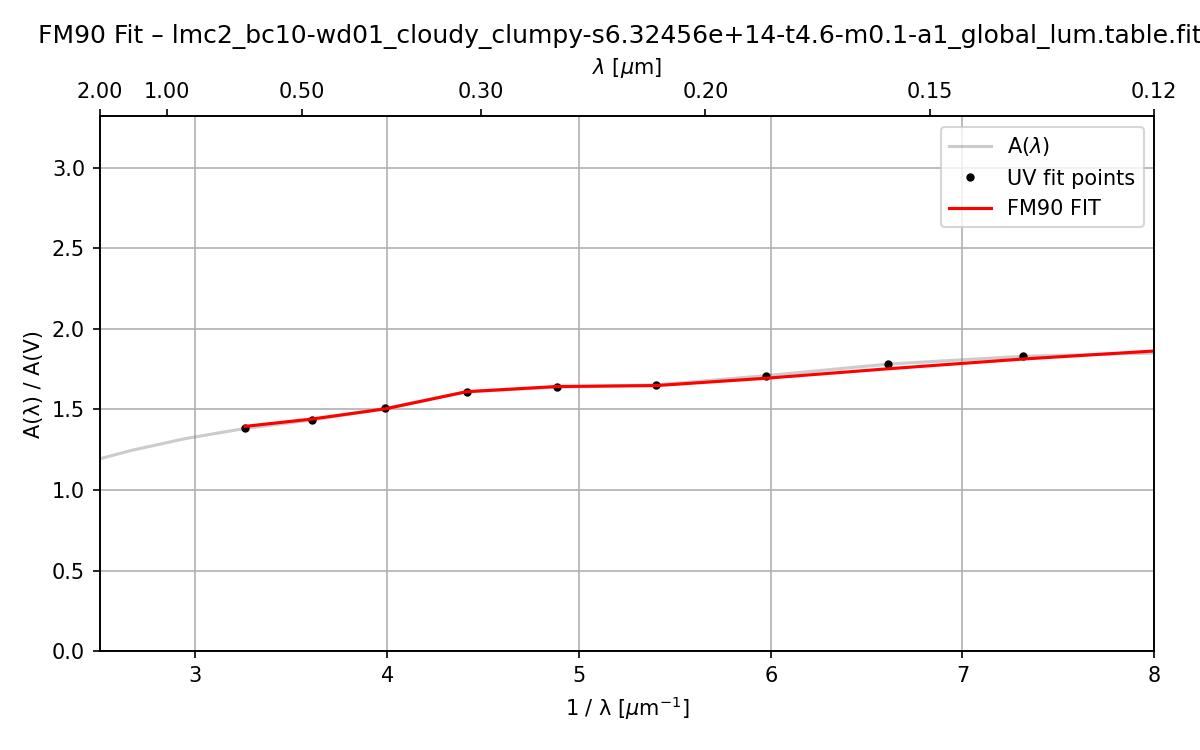 FM90 Fit – lmc2_bc10-wd01_cloudy_clumpy-s6.32456e+14-t4.6-m0.1-a1_global_lum.table.fit
λ [μm]
2.00 1.00 0.50 0.30 0.20 0.15 0.12
A(λ)
UV fit points
FM90 FIT
A(λ) / A(V)
3.0
2.5
2.0
1.5
1.0
0.5
0.0
3 4 5 6 7 8
1 / λ [μm⁻¹]